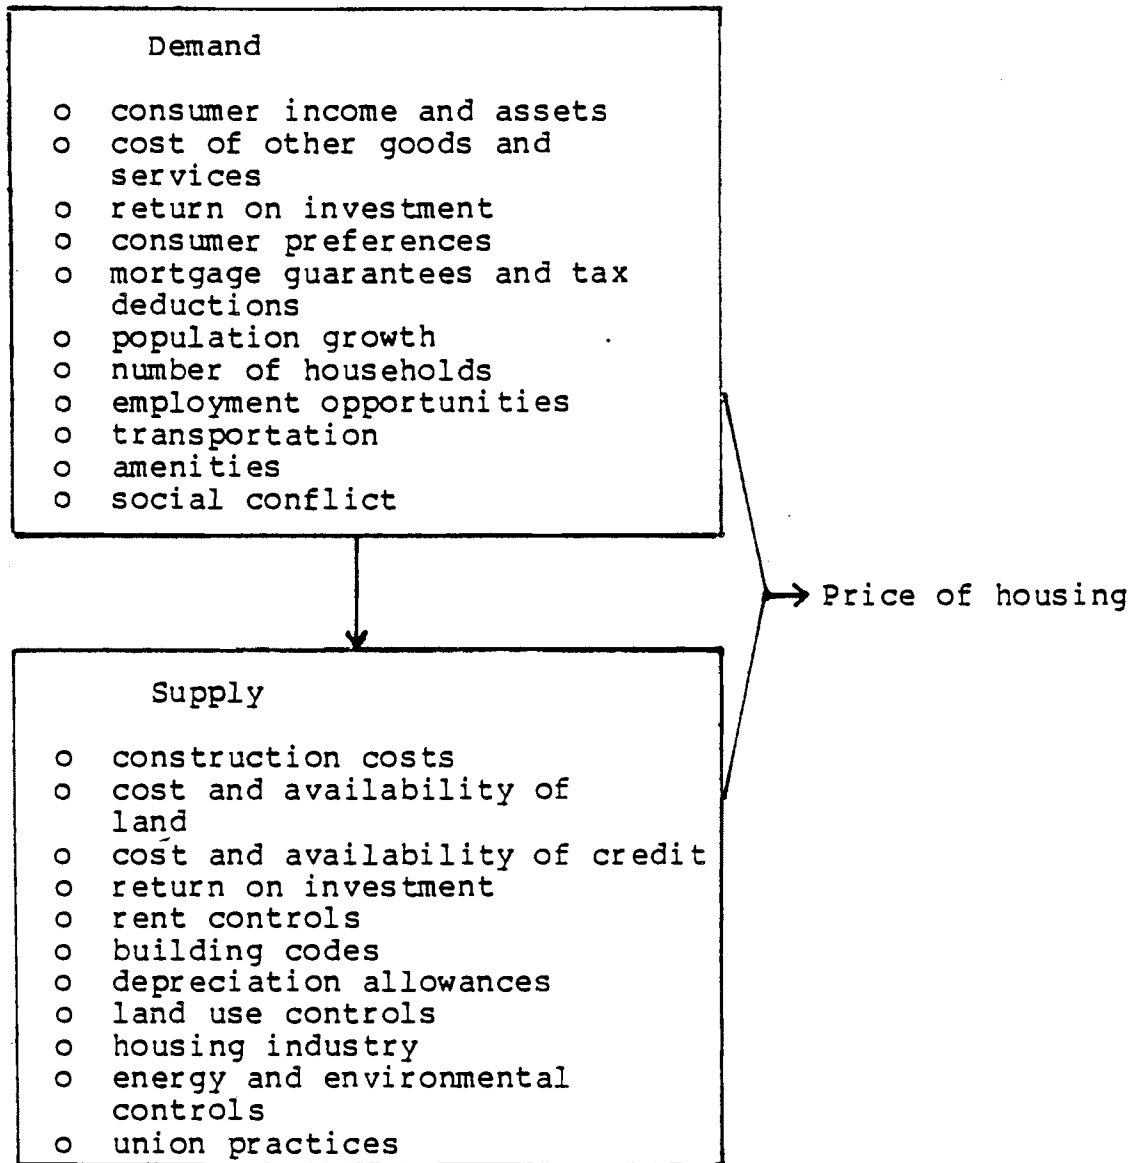 Demand
o consumer income and assets
o cost of other goods and
services
o return on investment
o consumer preferences
o mortgage guarantees and tax
deductions
o population growth
o number of households
o employment opportunities
o transportation
o amenities
o social conflict
Price of housing
Supply
o construction costs
o cost and availability of
land
o cost and availability of credit
o return on investment
o rent controls
o building codes
o depreciation allowances
o land use controls
o housing industry
o energy and environmental
controls
o union practices